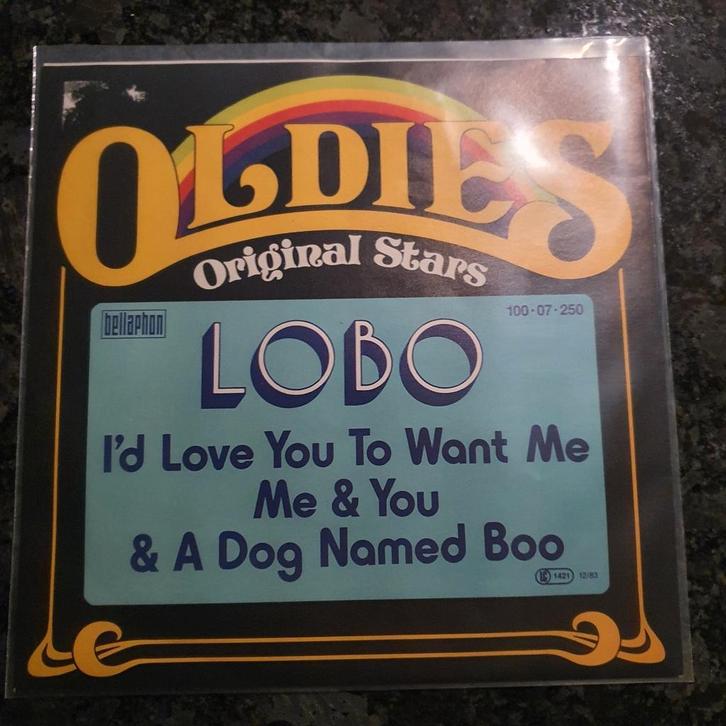 OLDIES
Original Stars
bellaphon
100·07·250
LOBO
I'd Love You To Want Me
Me & You
& A Dog Named Boo
LC 1421 12/83